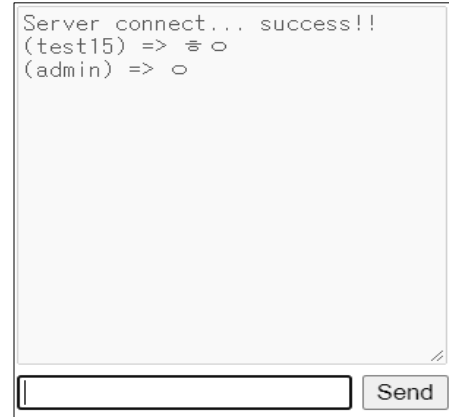 Server connect... success!!
(test15) => ㅎㅇ
(admin) => ㅇ
Send